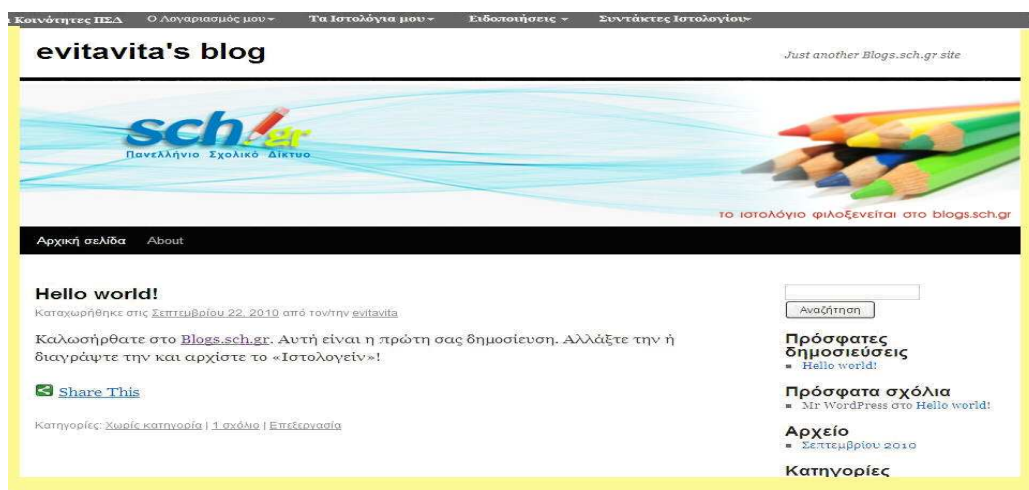 Κοινότητες ΠΣΔ Ο Λογαριασμός μου Τα Ιστολόγια μου Ειδοποιήσεις Συντάκτες Ιστολογίου
evitavita's blog
Just another Blogs.sch.gr site
sch.gr
Πανελλήνιο Σχολικό Δίκτυο
το ιστολόγιο φιλοξενείται στο blogs.sch.gr
Αρχική σελίδα About
Hello world!
Καταχωρήθηκε στις Σεπτεμβρίου 22, 2010 από τον/την evitavita
Καλωσήρθατε στο Blogs.sch.gr. Αυτή είναι η πρώτη σας δημοσίευση. Αλλάξτε την ή
διαγράψτε την και αρχίστε το «Ιστολογείν»!
Share This
Κατηγορίες: Χωρίς κατηγορία | 1 σχόλιο | Επεξεργασία
Αναζήτηση
Πρόσφατες
δημοσιεύσεις
Hello world!
Πρόσφατα σχόλια
Mr WordPress στο Hello world!
Αρχείο
Σεπτεμβρίου 2010
Κατηγορίες